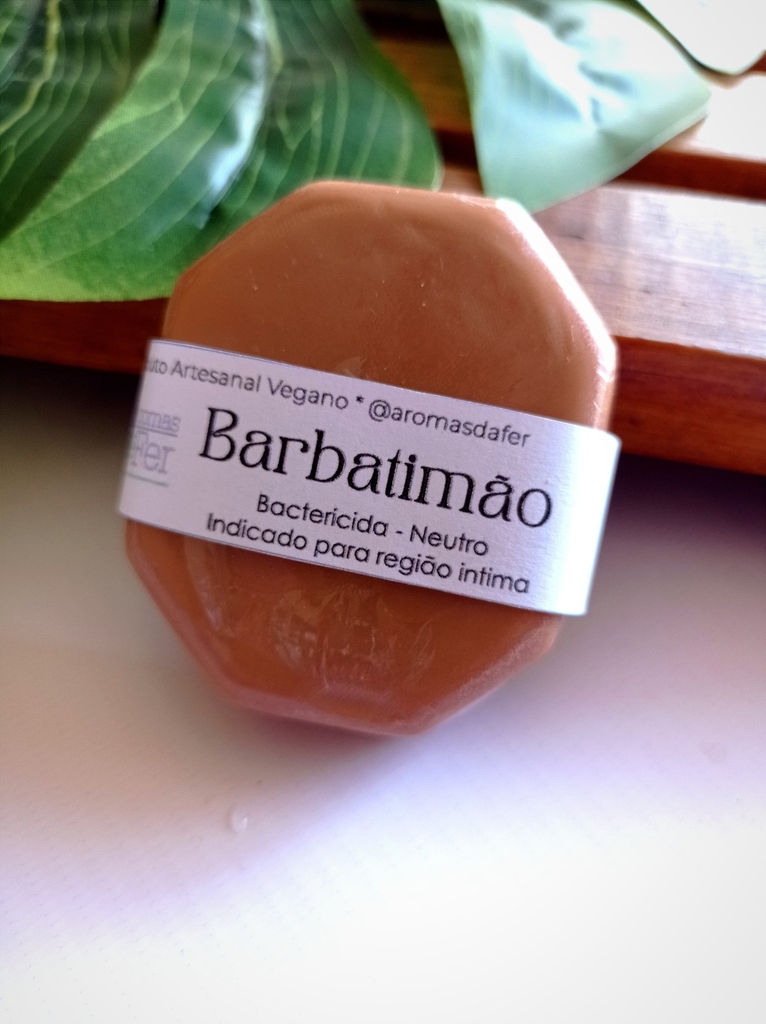 Artesanal Vegano * @aromasdafer
Barbatimão
Bactericida - Neutro
Indicado para região intima